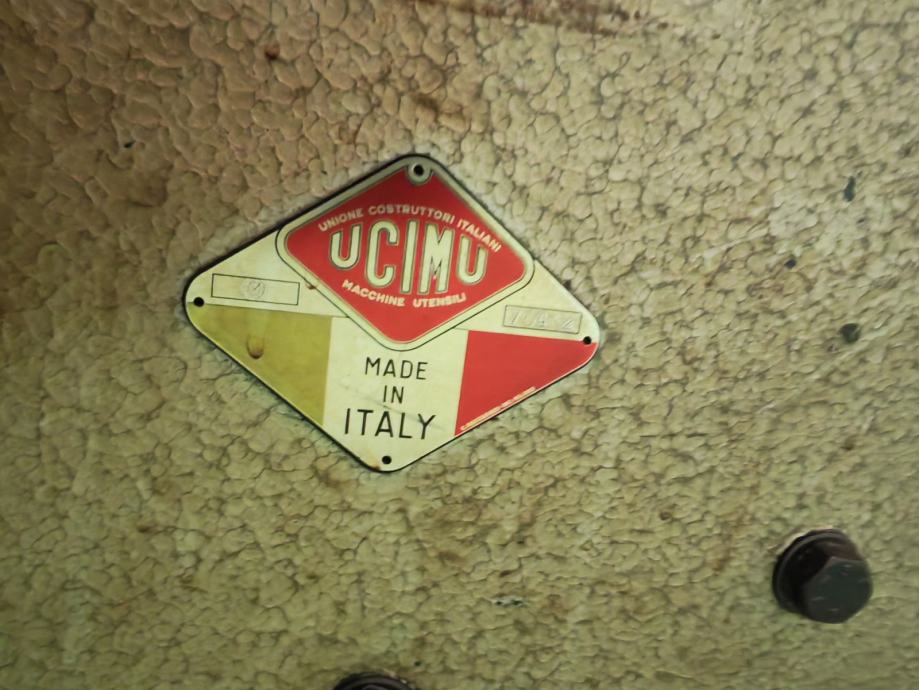 UNIONE COSTRUTTORI ITALIANI
UCIMU
MACCHINE UTENSILI
MADE
IN
ITALY